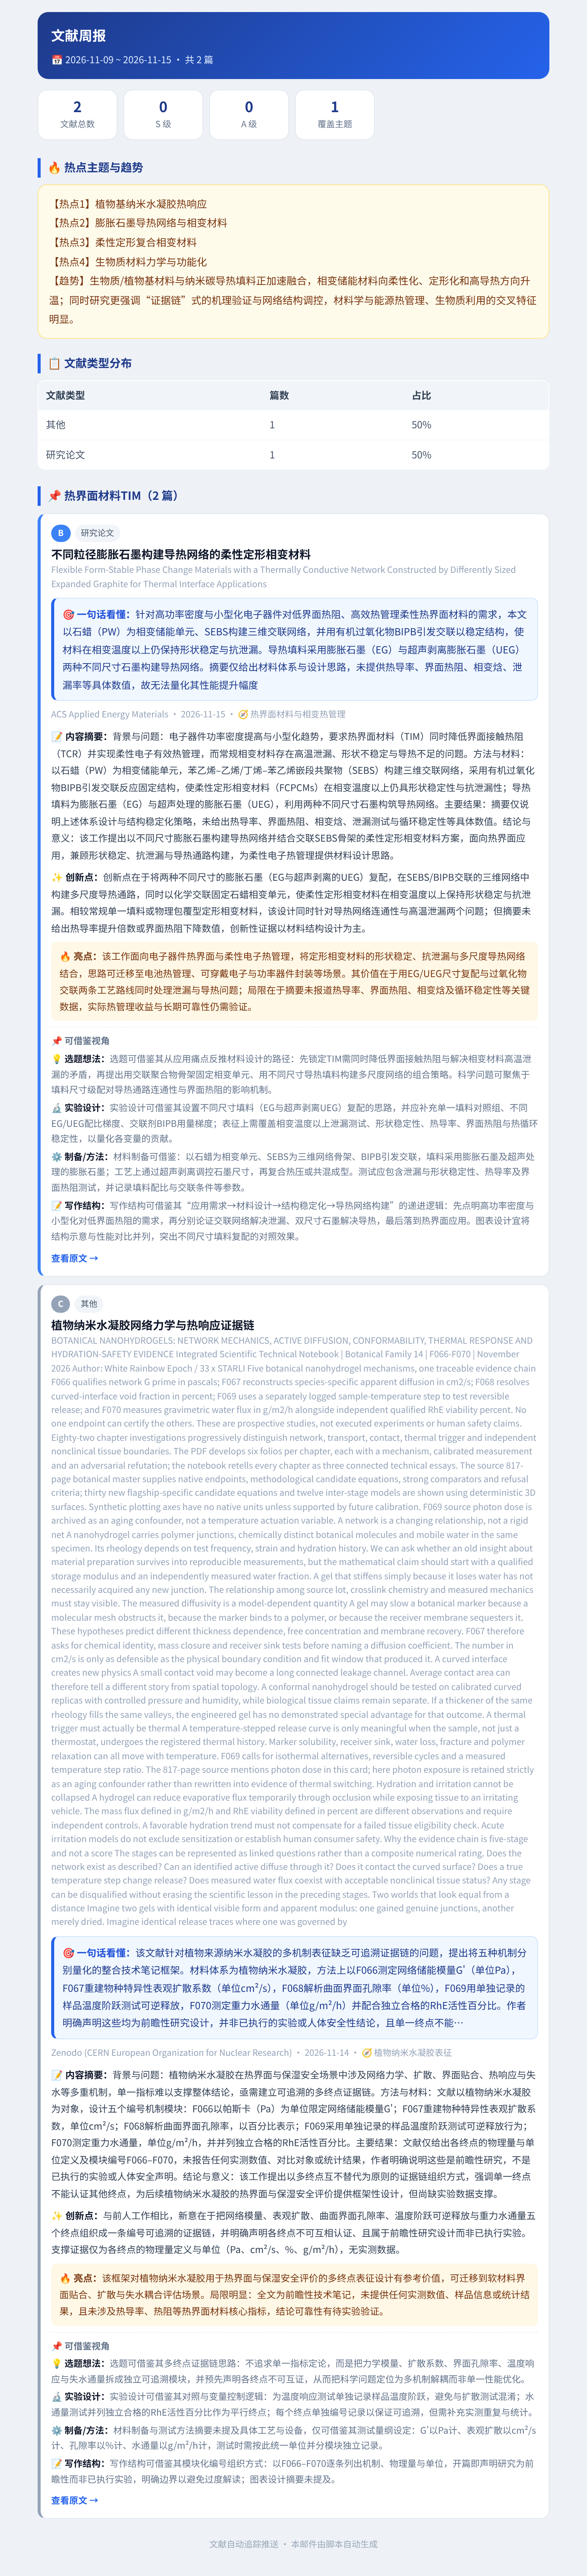 文献周报
📅 2026-11-09 ~ 2026-11-15 · 共 2 篇
2
文献总数
0
S 级
0
A 级
1
覆盖主题
🔥 热点主题与趋势
【热点1】植物基纳米水凝胶热响应
【热点2】膨胀石墨导热网络与相变材料
【热点3】柔性定形复合相变材料
【热点4】生物质材料力学与功能化
【趋势】生物质/植物基材料与纳米碳导热填料正加速融合，相变储能材料向柔性化、定形化和高导热方向升
温；同时研究更强调“证据链”式的机理验证与网络结构调控，材料学与能源热管理、生物质利用的交叉特征
明显。
📋 文献类型分布
文献类型 篇数 占比
其他 1 50%
研究论文 1 50%
📌 热界面材料TIM（2 篇）
B 研究论文
不同粒径膨胀石墨构建导热网络的柔性定形相变材料
Flexible Form-Stable Phase Change Materials with a Thermally Conductive Network Constructed by Differently Sized
Expanded Graphite for Thermal Interface Applications
🎯 一句话看懂：针对高功率密度与小型化电子器件对低界面热阻、高效热管理柔性热界面材料的需求，本文
以石蜡（PW）为相变储能单元、SEBS构建三维交联网络，并用有机过氧化物BIPB引发交联以稳定结构，使
材料在相变温度以上仍保持形状稳定与抗泄漏。导热填料采用膨胀石墨（EG）与超声剥离膨胀石墨（UEG）
两种不同尺寸石墨构建导热网络。摘要仅给出材料体系与设计思路，未提供热导率、界面热阻、相变焓、泄
漏率等具体数值，故无法量化其性能提升幅度
ACS Applied Energy Materials · 2026-11-15 · 🧭 热界面材料与相变热管理
📝 内容摘要：背景与问题：电子器件功率密度提高与小型化趋势，要求热界面材料（TIM）同时降低界面接触热阻
（TCR）并实现柔性电子有效热管理，而常规相变材料存在高温泄漏、形状不稳定与导热不足的问题。方法与材料：
以石蜡（PW）为相变储能单元，苯乙烯–乙烯/丁烯–苯乙烯嵌段共聚物（SEBS）构建三维交联网络，采用有机过氧化
物BIPB引发交联反应固定结构，使柔性定形相变材料（FCPCMs）在相变温度以上仍具形状稳定性与抗泄漏性；导热
填料为膨胀石墨（EG）与超声处理的膨胀石墨（UEG），利用两种不同尺寸石墨构筑导热网络。主要结果：摘要仅说
明上述体系设计与结构稳定化策略，未给出热导率、界面热阻、相变焓、泄漏测试与循环稳定性等具体数值。结论与
意义：该工作提出以不同尺寸膨胀石墨构建导热网络并结合交联SEBS骨架的柔性定形相变材料方案，面向热界面应
用，兼顾形状稳定、抗泄漏与导热通路构建，为柔性电子热管理提供材料设计思路。
✨ 创新点：创新点在于将两种不同尺寸的膨胀石墨（EG与超声剥离的UEG）复配，在SEBS/BIPB交联的三维网络中
构建多尺度导热通路，同时以化学交联固定石蜡相变单元，使柔性定形相变材料在相变温度以上保持形状稳定与抗泄
漏。相较常规单一填料或物理包覆型定形相变材料，该设计同时针对导热网络连通性与高温泄漏两个问题；但摘要未
给出热导率提升倍数或界面热阻下降数值，创新性证据以材料结构设计为主。
🔥 亮点：该工作面向电子器件热界面与柔性电子热管理，将定形相变材料的形状稳定、抗泄漏与多尺度导热网络
结合，思路可迁移至电池热管理、可穿戴电子与功率器件封装等场景。其价值在于用EG/UEG尺寸复配与过氧化物
交联两条工艺路线同时处理泄漏与导热问题；局限在于摘要未报道热导率、界面热阻、相变焓及循环稳定性等关键
数据，实际热管理收益与长期可靠性仍需验证。
📌 可借鉴视角
💡 选题想法：选题可借鉴其从应用痛点反推材料设计的路径：先锁定TIM需同时降低界面接触热阻与解决相变材料高温泄
漏的矛盾，再提出用交联聚合物骨架固定相变单元、用不同尺寸导热填料构建多尺度网络的组合策略。科学问题可聚焦于
填料尺寸级配对导热通路连通性与界面热阻的影响机制。
🔬 实验设计：实验设计可借鉴其设置不同尺寸填料（EG与超声剥离UEG）复配的思路，并应补充单一填料对照组、不同
EG/UEG配比梯度、交联剂BIPB用量梯度；表征上需覆盖相变温度以上泄漏测试、形状稳定性、热导率、界面热阻与热循环
稳定性，以量化各变量的贡献。
⚙️ 制备/方法：材料制备可借鉴：以石蜡为相变单元、SEBS为三维网络骨架、BIPB引发交联，填料采用膨胀石墨及超声处
理的膨胀石墨；工艺上通过超声剥离调控石墨尺寸，再复合热压或共混成型。测试应包含泄漏与形状稳定性、热导率及界
面热阻测试，并记录填料配比与交联条件等参数。
📝 写作结构：写作结构可借鉴其“应用需求→材料设计→结构稳定化→导热网络构建”的递进逻辑：先点明高功率密度与
小型化对低界面热阻的需求，再分别论证交联网络解决泄漏、双尺寸石墨解决导热，最后落到热界面应用。图表设计宜将
结构示意与性能对比并列，突出不同尺寸填料复配的对照效果。
查看原文 →
C 其他
植物纳米水凝胶网络力学与热响应证据链
BOTANICAL NANOHYDROGELS: NETWORK MECHANICS, ACTIVE DIFFUSION, CONFORMABILITY, THERMAL RESPONSE AND
HYDRATION-SAFETY EVIDENCE Integrated Scientific Technical Notebook | Botanical Family 14 | F066-F070 | November
2026 Author: White Rainbow Epoch / 33 x STARLI Five botanical nanohydrogel mechanisms, one traceable evidence chain
F066 qualifies network G prime in pascals; F067 reconstructs species-specific apparent diffusion in cm2/s; F068 resolves
curved-interface void fraction in percent; F069 uses a separately logged sample-temperature step to test reversible
release; and F070 measures gravimetric water flux in g/m2/h alongside independent qualified RhE viability percent. No
one endpoint can certify the others. These are prospective studies, not executed experiments or human safety claims.
Eighty-two chapter investigations progressively distinguish network, transport, contact, thermal trigger and independent
nonclinical tissue boundaries. The PDF develops six folios per chapter, each with a mechanism, calibrated measurement
and an adversarial refutation; the notebook retells every chapter as three connected technical essays. The source 817-
page botanical master supplies native endpoints, methodological candidate equations, strong comparators and refusal
criteria; thirty new flagship-specific candidate equations and twelve inter-stage models are shown using deterministic 3D
surfaces. Synthetic plotting axes have no native units unless supported by future calibration. F069 source photon dose is
archived as an aging confounder, not a temperature actuation variable. A network is a changing relationship, not a rigid
net A nanohydrogel carries polymer junctions, chemically distinct botanical molecules and mobile water in the same
specimen. Its rheology depends on test frequency, strain and hydration history. We can ask whether an old insight about
material preparation survives into reproducible measurements, but the mathematical claim should start with a qualified
storage modulus and an independently measured water fraction. A gel that stiffens simply because it loses water has not
necessarily acquired any new junction. The relationship among source lot, crosslink chemistry and measured mechanics
must stay visible. The measured diffusivity is a model-dependent quantity A gel may slow a botanical marker because a
molecular mesh obstructs it, because the marker binds to a polymer, or because the receiver membrane sequesters it.
These hypotheses predict different thickness dependence, free concentration and membrane recovery. F067 therefore
asks for chemical identity, mass closure and receiver sink tests before naming a diffusion coefficient. The number in
cm2/s is only as defensible as the physical boundary condition and fit window that produced it. A curved interface
creates new physics A small contact void may become a long connected leakage channel. Average contact area can
therefore tell a different story from spatial topology. A conformal nanohydrogel should be tested on calibrated curved
replicas with controlled pressure and humidity, while biological tissue claims remain separate. If a thickener of the same
rheology fills the same valleys, the engineered gel has no demonstrated special advantage for that outcome. A thermal
trigger must actually be thermal A temperature-stepped release curve is only meaningful when the sample, not just a
thermostat, undergoes the registered thermal history. Marker solubility, receiver sink, water loss, fracture and polymer
relaxation can all move with temperature. F069 calls for isothermal alternatives, reversible cycles and a measured
temperature step ratio. The 817-page source mentions photon dose in this card; here photon exposure is retained strictly
as an aging confounder rather than rewritten into evidence of thermal switching. Hydration and irritation cannot be
collapsed A hydrogel can reduce evaporative flux temporarily through occlusion while exposing tissue to an irritating
vehicle. The mass flux defined in g/m2/h and RhE viability defined in percent are different observations and require
independent controls. A favorable hydration trend must not compensate for a failed tissue eligibility check. Acute
irritation models do not exclude sensitization or establish human consumer safety. Why the evidence chain is five-stage
and not a score The stages can be represented as linked questions rather than a composite numerical rating. Does the
network exist as described? Can an identified active diffuse through it? Does it contact the curved surface? Does a true
temperature step change release? Does measured water flux coexist with acceptable nonclinical tissue status? Any stage
can be disqualified without erasing the scientific lesson in the preceding stages. Two worlds that look equal from a
distance Imagine two gels with identical visible form and apparent modulus: one gained genuine junctions, another
merely dried. Imagine identical release traces where one was governed by
🎯 一句话看懂：该文献针对植物来源纳米水凝胶的多机制表征缺乏可追溯证据链的问题，提出将五种机制分
别量化的整合技术笔记框架。材料体系为植物纳米水凝胶，方法上以F066测网络储能模量G'（单位Pa），
F067重建物种特异性表观扩散系数（单位cm²/s），F068解析曲面界面孔隙率（单位%），F069用单独记录的
样品温度阶跃测试可逆释放，F070测定重力水通量（单位g/m²/h）并配合独立合格的RhE活性百分比。作者
明确声明这些均为前瞻性研究设计，并非已执行的实验或人体安全性结论，且单一终点不能…
Zenodo (CERN European Organization for Nuclear Research) · 2026-11-14 · 🧭 植物纳米水凝胶表征
📝 内容摘要：背景与问题：植物纳米水凝胶在热界面与保湿安全场景中涉及网络力学、扩散、界面贴合、热响应与失
水等多重机制，单一指标难以支撑整体结论，亟需建立可追溯的多终点证据链。方法与材料：文献以植物纳米水凝胶
为对象，设计五个编号机制模块：F066以帕斯卡（Pa）为单位限定网络储能模量G'；F067重建物种特异性表观扩散系
数，单位cm²/s；F068解析曲面界面孔隙率，以百分比表示；F069采用单独记录的样品温度阶跃测试可逆释放行为；
F070测定重力水通量，单位g/m²/h，并并列独立合格的RhE活性百分比。主要结果：文献仅给出各终点的物理量与单
位定义及模块编号F066–F070，未报告任何实测数值、对比对象或统计结果，作者明确说明这些是前瞻性研究，不是
已执行的实验或人体安全声明。结论与意义：该工作提出以多终点互不替代为原则的证据链组织方式，强调单一终点
不能认证其他终点，为后续植物纳米水凝胶的热界面与保湿安全评价提供框架性设计，但尚缺实验数据支撑。
✨ 创新点：与前人工作相比，新意在于把网络模量、表观扩散、曲面界面孔隙率、温度阶跃可逆释放与重力水通量五
个终点组织成一条编号可追溯的证据链，并明确声明各终点不可互相认证、且属于前瞻性研究设计而非已执行实验。
支撑证据仅为各终点的物理量定义与单位（Pa、cm²/s、%、g/m²/h），无实测数据。
🔥 亮点：该框架对植物纳米水凝胶用于热界面与保湿安全评价的多终点表征设计有参考价值，可迁移到软材料界
面贴合、扩散与失水耦合评估场景。局限明显：全文为前瞻性技术笔记，未提供任何实测数值、样品信息或统计结
果，且未涉及热导率、热阻等热界面材料核心指标，结论可靠性有待实验验证。
📌 可借鉴视角
💡 选题想法：选题可借鉴其多终点证据链思路：不追求单一指标定论，而是把力学模量、扩散系数、界面孔隙率、温度响应
与失水通量拆成独立可追溯模块，并预先声明各终点不可互证，从而把科学问题定位为多机制解耦而非单一性能优化。
🔬 实验设计：实验设计可借鉴其对照与变量控制逻辑：为温度响应测试单独记录样品温度阶跃，避免与扩散测试混淆；水
通量测试并列独立合格的RhE活性百分比作为平行终点；每个终点单独编号记录以保证可追溯，但需补充实测重复与统计。
⚙️ 制备/方法：材料制备与测试方法摘要未提及具体工艺与设备，仅可借鉴其测试量纲设定：G'以Pa计、表观扩散以cm²/s
计、孔隙率以%计、水通量以g/m²/h计，测试时需按此统一单位并分模块独立记录。
📝 写作结构：写作结构可借鉴其模块化编号组织方式：以F066–F070逐条列出机制、物理量与单位，开篇即声明研究为前
瞻性而非已执行实验，明确边界以避免过度解读；图表设计摘要未提及。
查看原文 →
文献自动追踪推送 · 本邮件由脚本自动生成